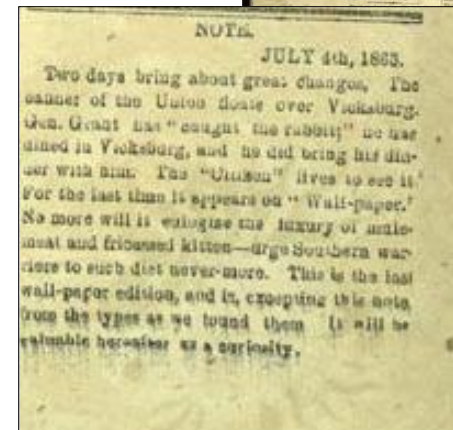 NOTE.
JULY 4th, 1863.
Two days bring about great changes, The
banner of the Union floats over Vicksburg.
Gen. Grant has "caught the rabbit;" he has
dined in Vicksburg, and he did bring his din-
ner with him. The "Citizen" lives to see it.
For the last time it appears on "Wall-paper."
No more will it eulogise the luxury of mule-
meat and fricassed kitten—urge Southern war-
riors to such diet never-more. This is the last
wall-paper edition, and is, excepting this note,
from the types as we found them It will be
valuable hereafter as a curiosity.